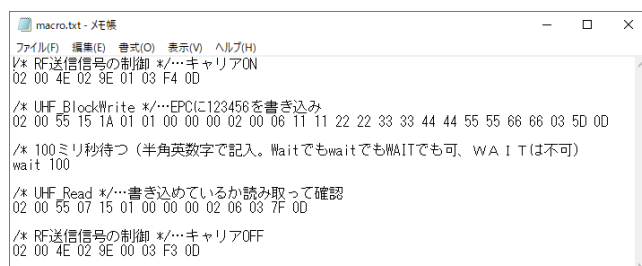 macro.txt - メモ帳
ファイル(F) 編集(E) 書式(O) 表示(V) ヘルプ(H)
/* RF送信信号の制御 */…キャリアON
02 00 4E 02 9E 01 03 F4 0D
/* UHF_BlockWrite */…EPCに123456を書き込み
02 00 55 15 1A 01 01 00 00 00 02 00 06 11 11 22 22 33 33 44 44 55 55 66 66 03 5D 0D
/* 100ミリ秒待つ（半角英数字で記入。WaitでもwaitでもWAITでも可、ＷＡＩＴは不可）
wait 100
/* UHF_Read */…書き込めているか読み取って確認
02 00 55 07 15 01 00 00 00 02 06 03 7F 0D
/* RF送信信号の制御 */…キャリアOFF
02 00 4E 02 9E 00 03 F3 0D